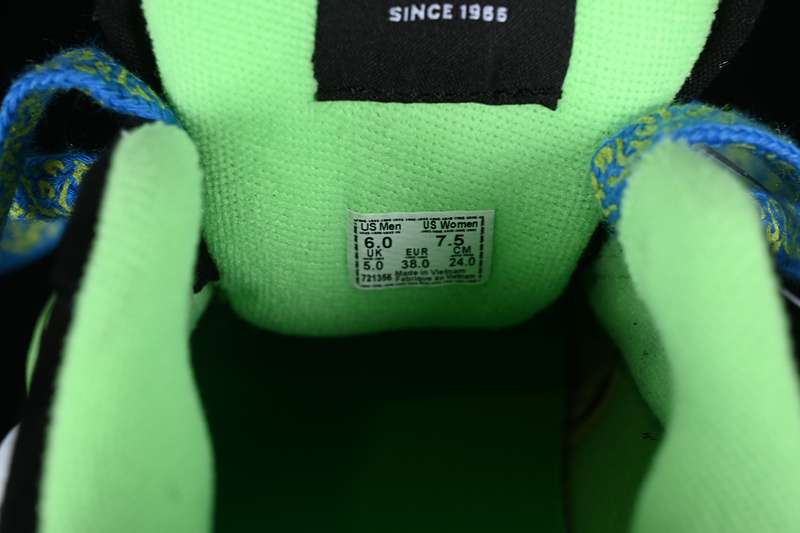 SINCE 1966
US Men US Women
6.0 7.5
UK EUR CM
5.0 38.0 24.0
721356 Made in Vietnam
Fabrique au Vietnam